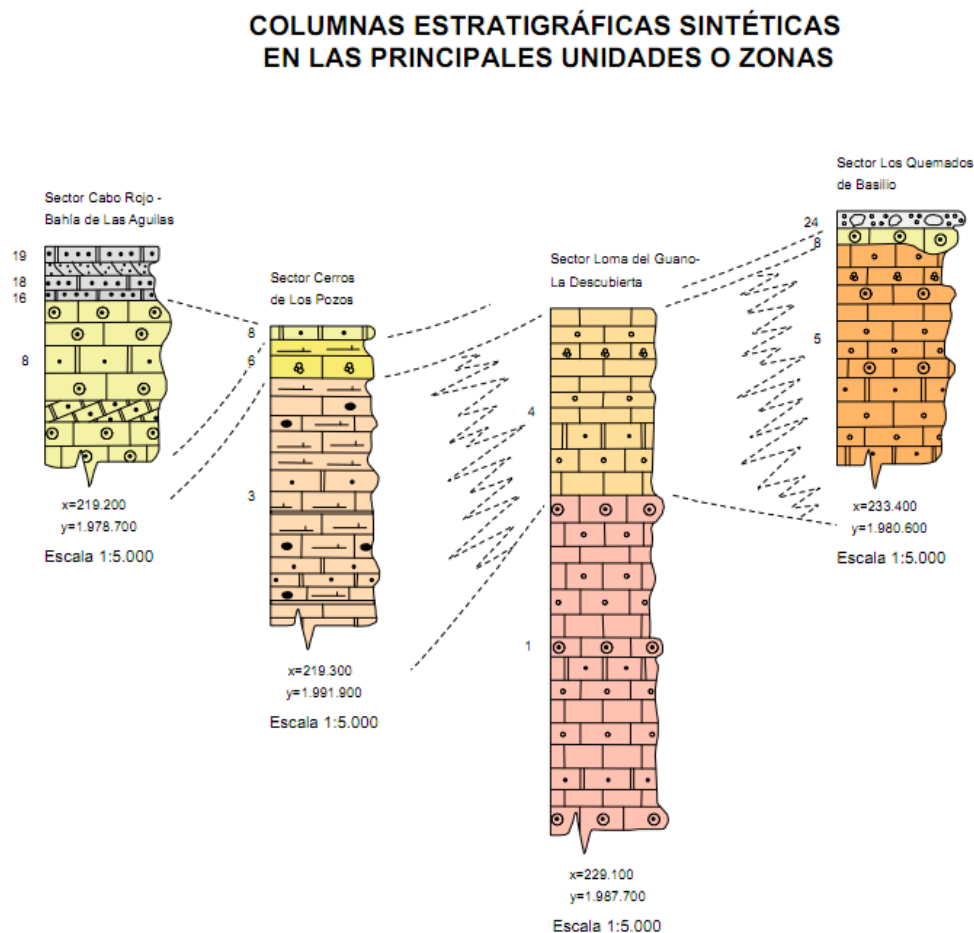 COLUMNAS ESTRATIGRÁFICAS SINTÉTICAS
EN LAS PRINCIPALES UNIDADES O ZONAS
Sector Cabo Rojo -
Bahía de Las Aguilas
19
18
16
8
x=219.200
y=1.978.700
Escala 1:5.000
Sector Cerros
de Los Pozos
8
6
3
x=219.300
y=1.991.900
Escala 1:5.000
Sector Loma del Guano-
La Descubierta
4
1
x=229.100
y=1.987.700
Escala 1:5.000
Sector Los Quemados
de Basilio
24
8
5
x=233.400
y=1.980.600
Escala 1:5.000